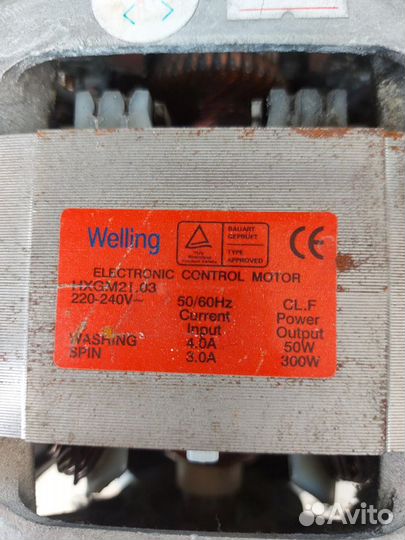 Welling
BAUART
GEPRÜFT
TYPE
APPROVED
CE
ELECTRONIC CONTROL MOTOR
HXGM21.03
220-240V~ 50/60Hz CL.F
Current Power
Input Output
WASHING 4.0A 50W
SPIN 3.0A 300W
Avito